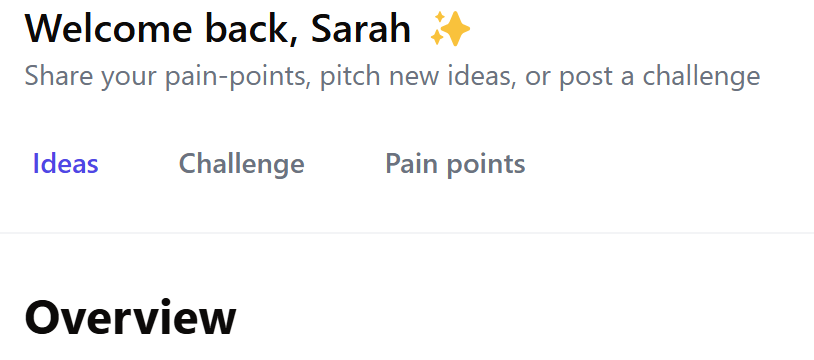 Welcome back, Sarah ✨
Share your pain-points, pitch new ideas, or post a challenge
Ideas Challenge Pain points
Overview